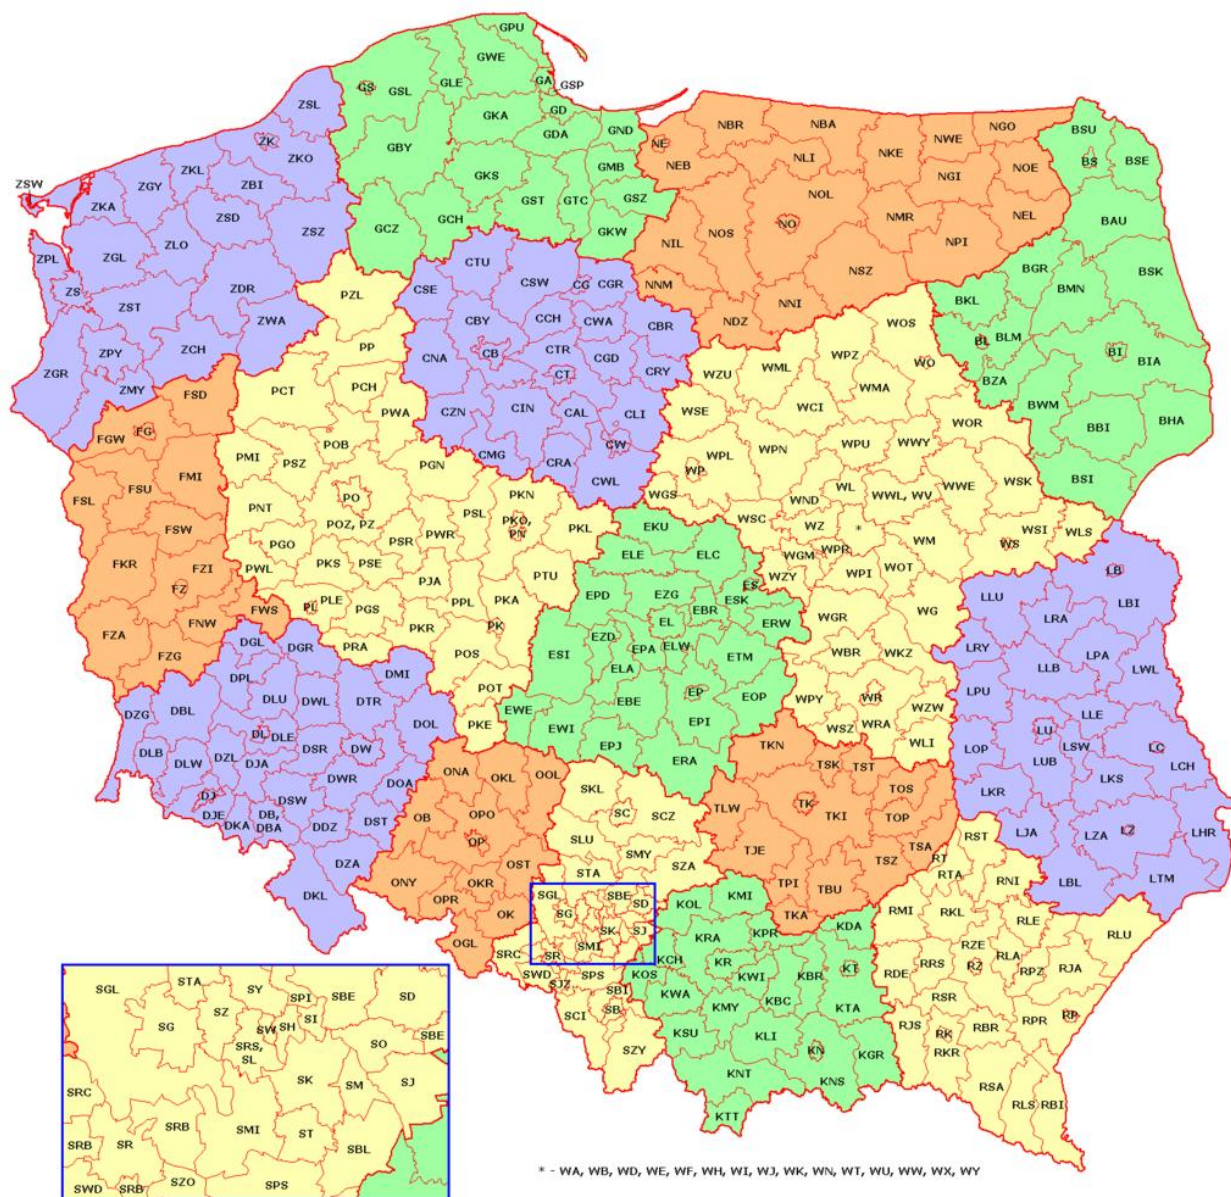 GPU
GWE
GS GSL GLE GA GSP
ZSL GKA GD
GDA GND
ZK ZKO GBY GMB
NE NBR NBA NWE NGO BSU
NEB NLI NKE NOE BS BSE
ZSW ZKA ZGY ZKL ZBI GKS GST GTC GSZ
NOL NGI
ZSD ZSZ GCZ GCH GKW NOS NO NMR NEL BAU
ZLO NIL NPI
ZPL ZGL CTU NSZ BGR BSK
ZS ZDR PZL CSE CSW CG CGR NNM NNI BKL BMN
ZST ZWA CBY CCH CWA CBR NDZ WOS
ZPY ZCH PP CNA CB CTR CGD WPZ WO BL BLM BI BIA
ZGR ZMY FSD PCT PCH CT CRY WZU WML WMA BZA
PWA CZN CIN CAL CLI WSE WCI BWM BHA
FGW FG POB CW WOR BBI
PMI PSZ PGN CMG CRA WP WPL WPN WPU WWY
FSL FSU FMI PO CWL WGS WND WL WWL, WV WWE WSK BSI
PNT POZ, PZ PSL PKN PKO, PN PKL EKU WSC WZ * WSI WLS
FSW PGO PSR PWR ELE ELC WGM WPR WM WS
FKR FZI PWL PKS PSE PTU WZY WPI WOT LB
FZ PJA EPD EZG ES ESK LLU LBI
FWS PL PLE PGS PPL PKA EL EBR ERW WGR WG LRA
FZA FNW PKR PK EZD EPA ELW
FZG DGL DGR PRA POS ESI ELA ETM WBR WKZ LRY LLB LPA LWL
DPL DMI POT EBE EP EOP WPY WR WZW LPU
DZG DBL DLU DWL DTR PKE EWE EWI EPI WSZ WRA LU LLE
DL DLE DOL EPJ WLI LOP LSW LC
DLB DLW DZL DJA DSR DW ERA TKN LUB LCH
ONA OKL OOL TSK TST LKR LKS
DJ DJE DSW DWR DOA SKL TLW TK TKI TOS
DKA DB, DBA DDZ DST OB OPO SC SCZ TOP LJA LZA LZ LHR
OP SLU SMY TJE TSA RST
DZA OST STA SZA TSZ RT RTA LBL LTM
DKL ONY OKR TPI TBU RNI
OPR OK SGL SBE SD KOL KMI TKA RMI RKL RLE RLU
SG SK SJ KRA KPR KDA
OGL SRC SR SMI KCH KR RZE RLA
SWD SPS KOS KWI KBR KT RDE RRS RZ RPZ RJA
SJZ SBI KWA KMY KBC KTA RSR
SCI SB KSU KLI RJS RK RBR RPR RP
SZY KN KGR RKR
KNT KNS RSA
KTT RLS RBI
SGL STA SY SPI SBE SD
SG SZ SW SH SI
SRS, SL SO SBE
SRC SK SM SJ
SRB SR SRB SMI ST
SBL
SWD SRB SZO SPS
* - WA, WB, WD, WE, WF, WH, WI, WJ, WK, WN, WT, WU, WW, WX, WY